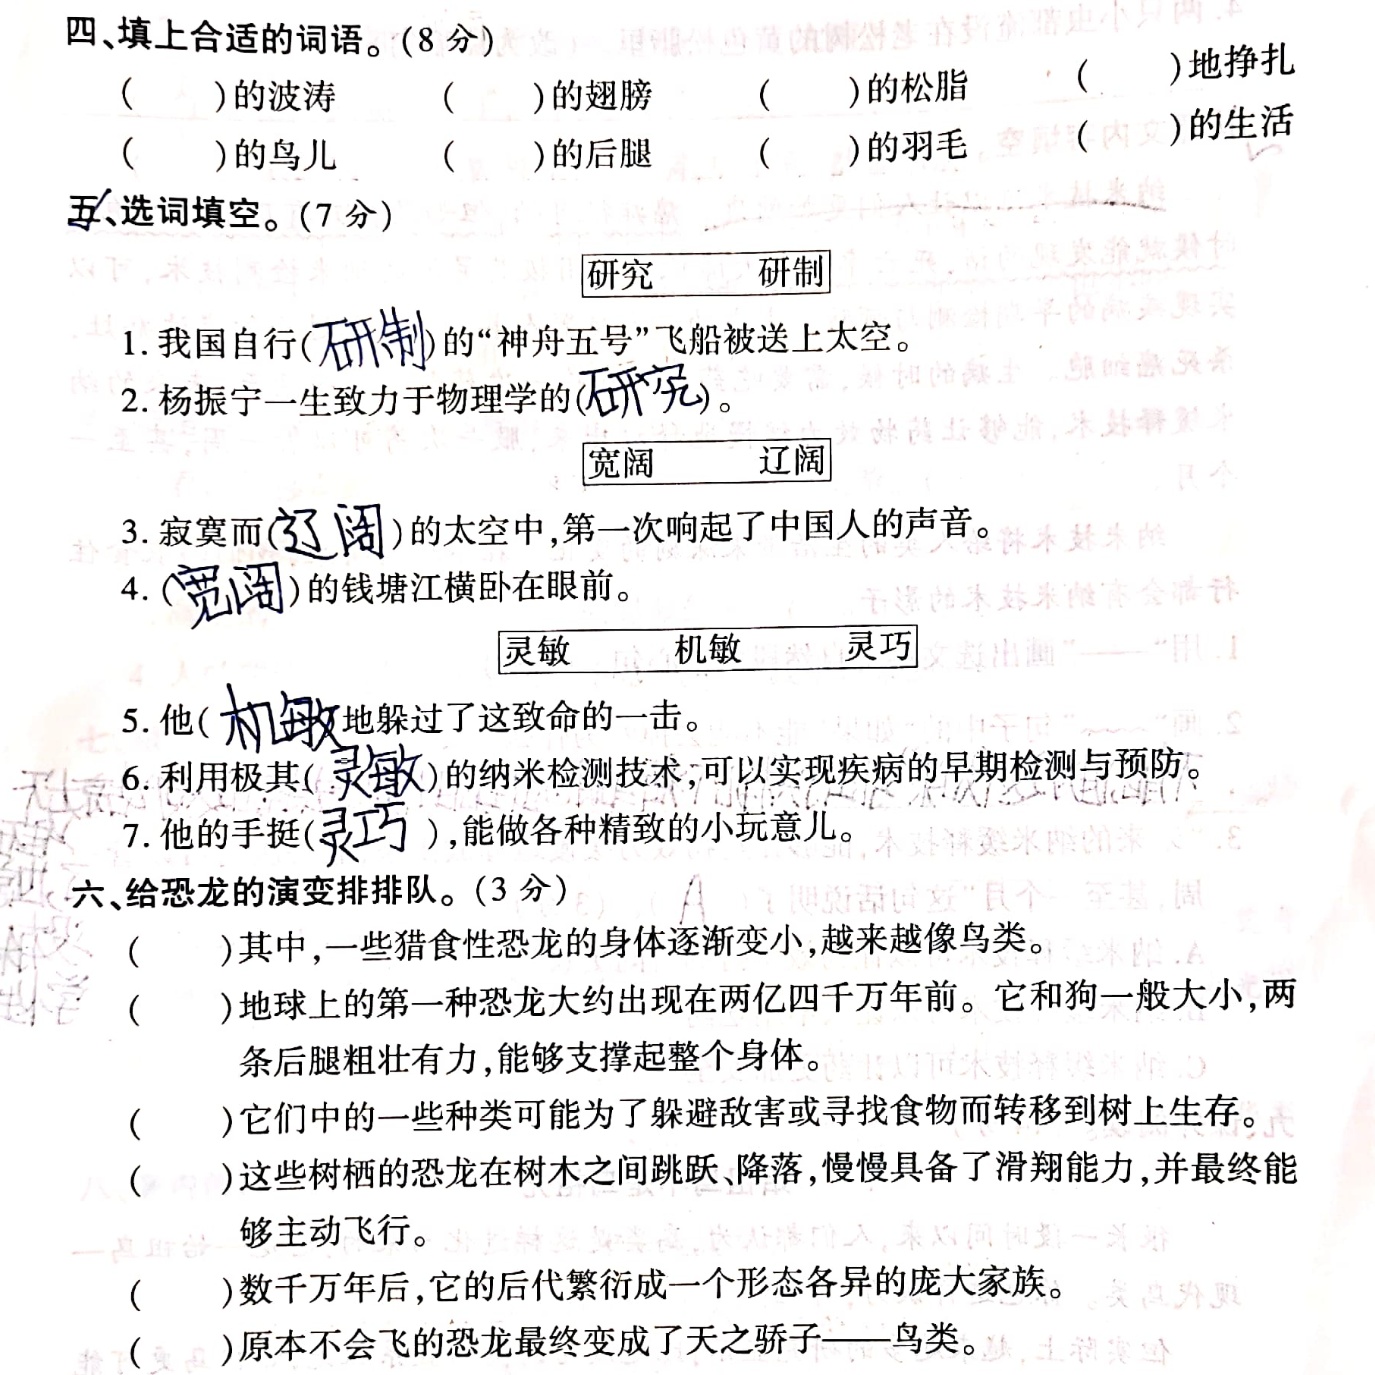 四、填上合适的词语。(8分)
(　　)的波涛　　(　　)的翅膀　　(　　)的松脂　　(　　)地挣扎
(　　)的鸟儿　　(　　)的后腿　　(　　)的羽毛　　(　　)的生活
五、选词填空。(7分)
研究　　研制
1. 我国自行(研制)的“神舟五号”飞船被送上太空。
2. 杨振宁一生致力于物理学的(研究)。
宽阔　　辽阔
3. 寂寞而(辽阔)的太空中,第一次响起了中国人的声音。
4. (宽阔)的钱塘江横卧在眼前。
灵敏　　机敏　　灵巧
5. 他(机敏)地躲过了这致命的一击。
6. 利用极其(灵敏)的纳米检测技术,可以实现疾病的早期检测与预防。
7. 他的手挺(灵巧),能做各种精致的小玩意儿。
六、给恐龙的演变排排队。(3分)
(　　)其中,一些猎食性恐龙的身体逐渐变小,越来越像鸟类。
(　　)地球上的第一种恐龙大约出现在两亿四千万年前。它和狗一般大小,两
条后腿粗壮有力,能够支撑起整个身体。
(　　)它们中的一些种类可能为了躲避敌害或寻找食物而转移到树上生存。
(　　)这些树栖的恐龙在树木之间跳跃、降落,慢慢具备了滑翔能力,并最终能
够主动飞行。
(　　)数千万年后,它的后代繁衍成一个形态各异的庞大家族。
(　　)原本不会飞的恐龙最终变成了天之骄子——鸟类。